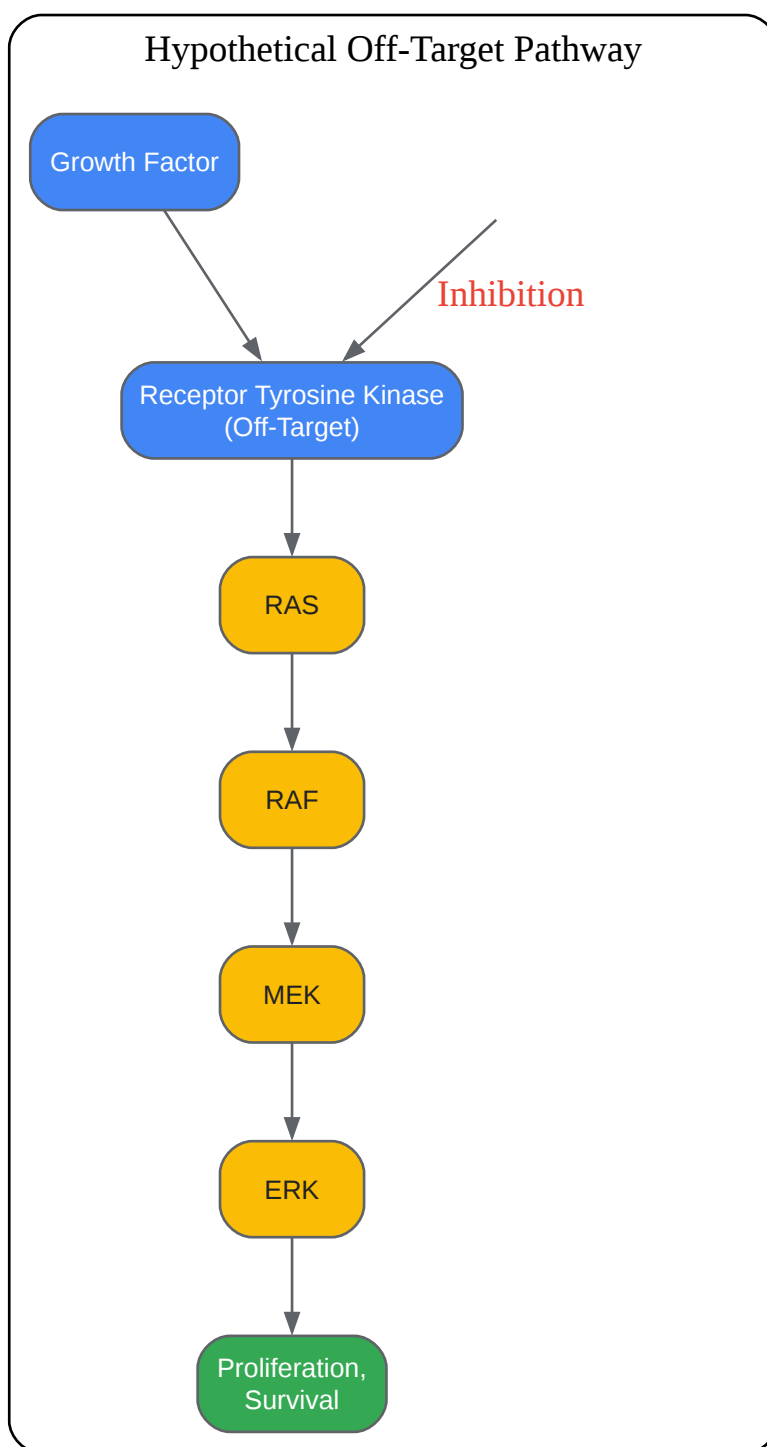 Hypothetical Off-Target Pathway
Growth Factor
Inhibition
Receptor Tyrosine Kinase
(Off-Target)
RAS
RAF
MEK
ERK
Proliferation,
Survival